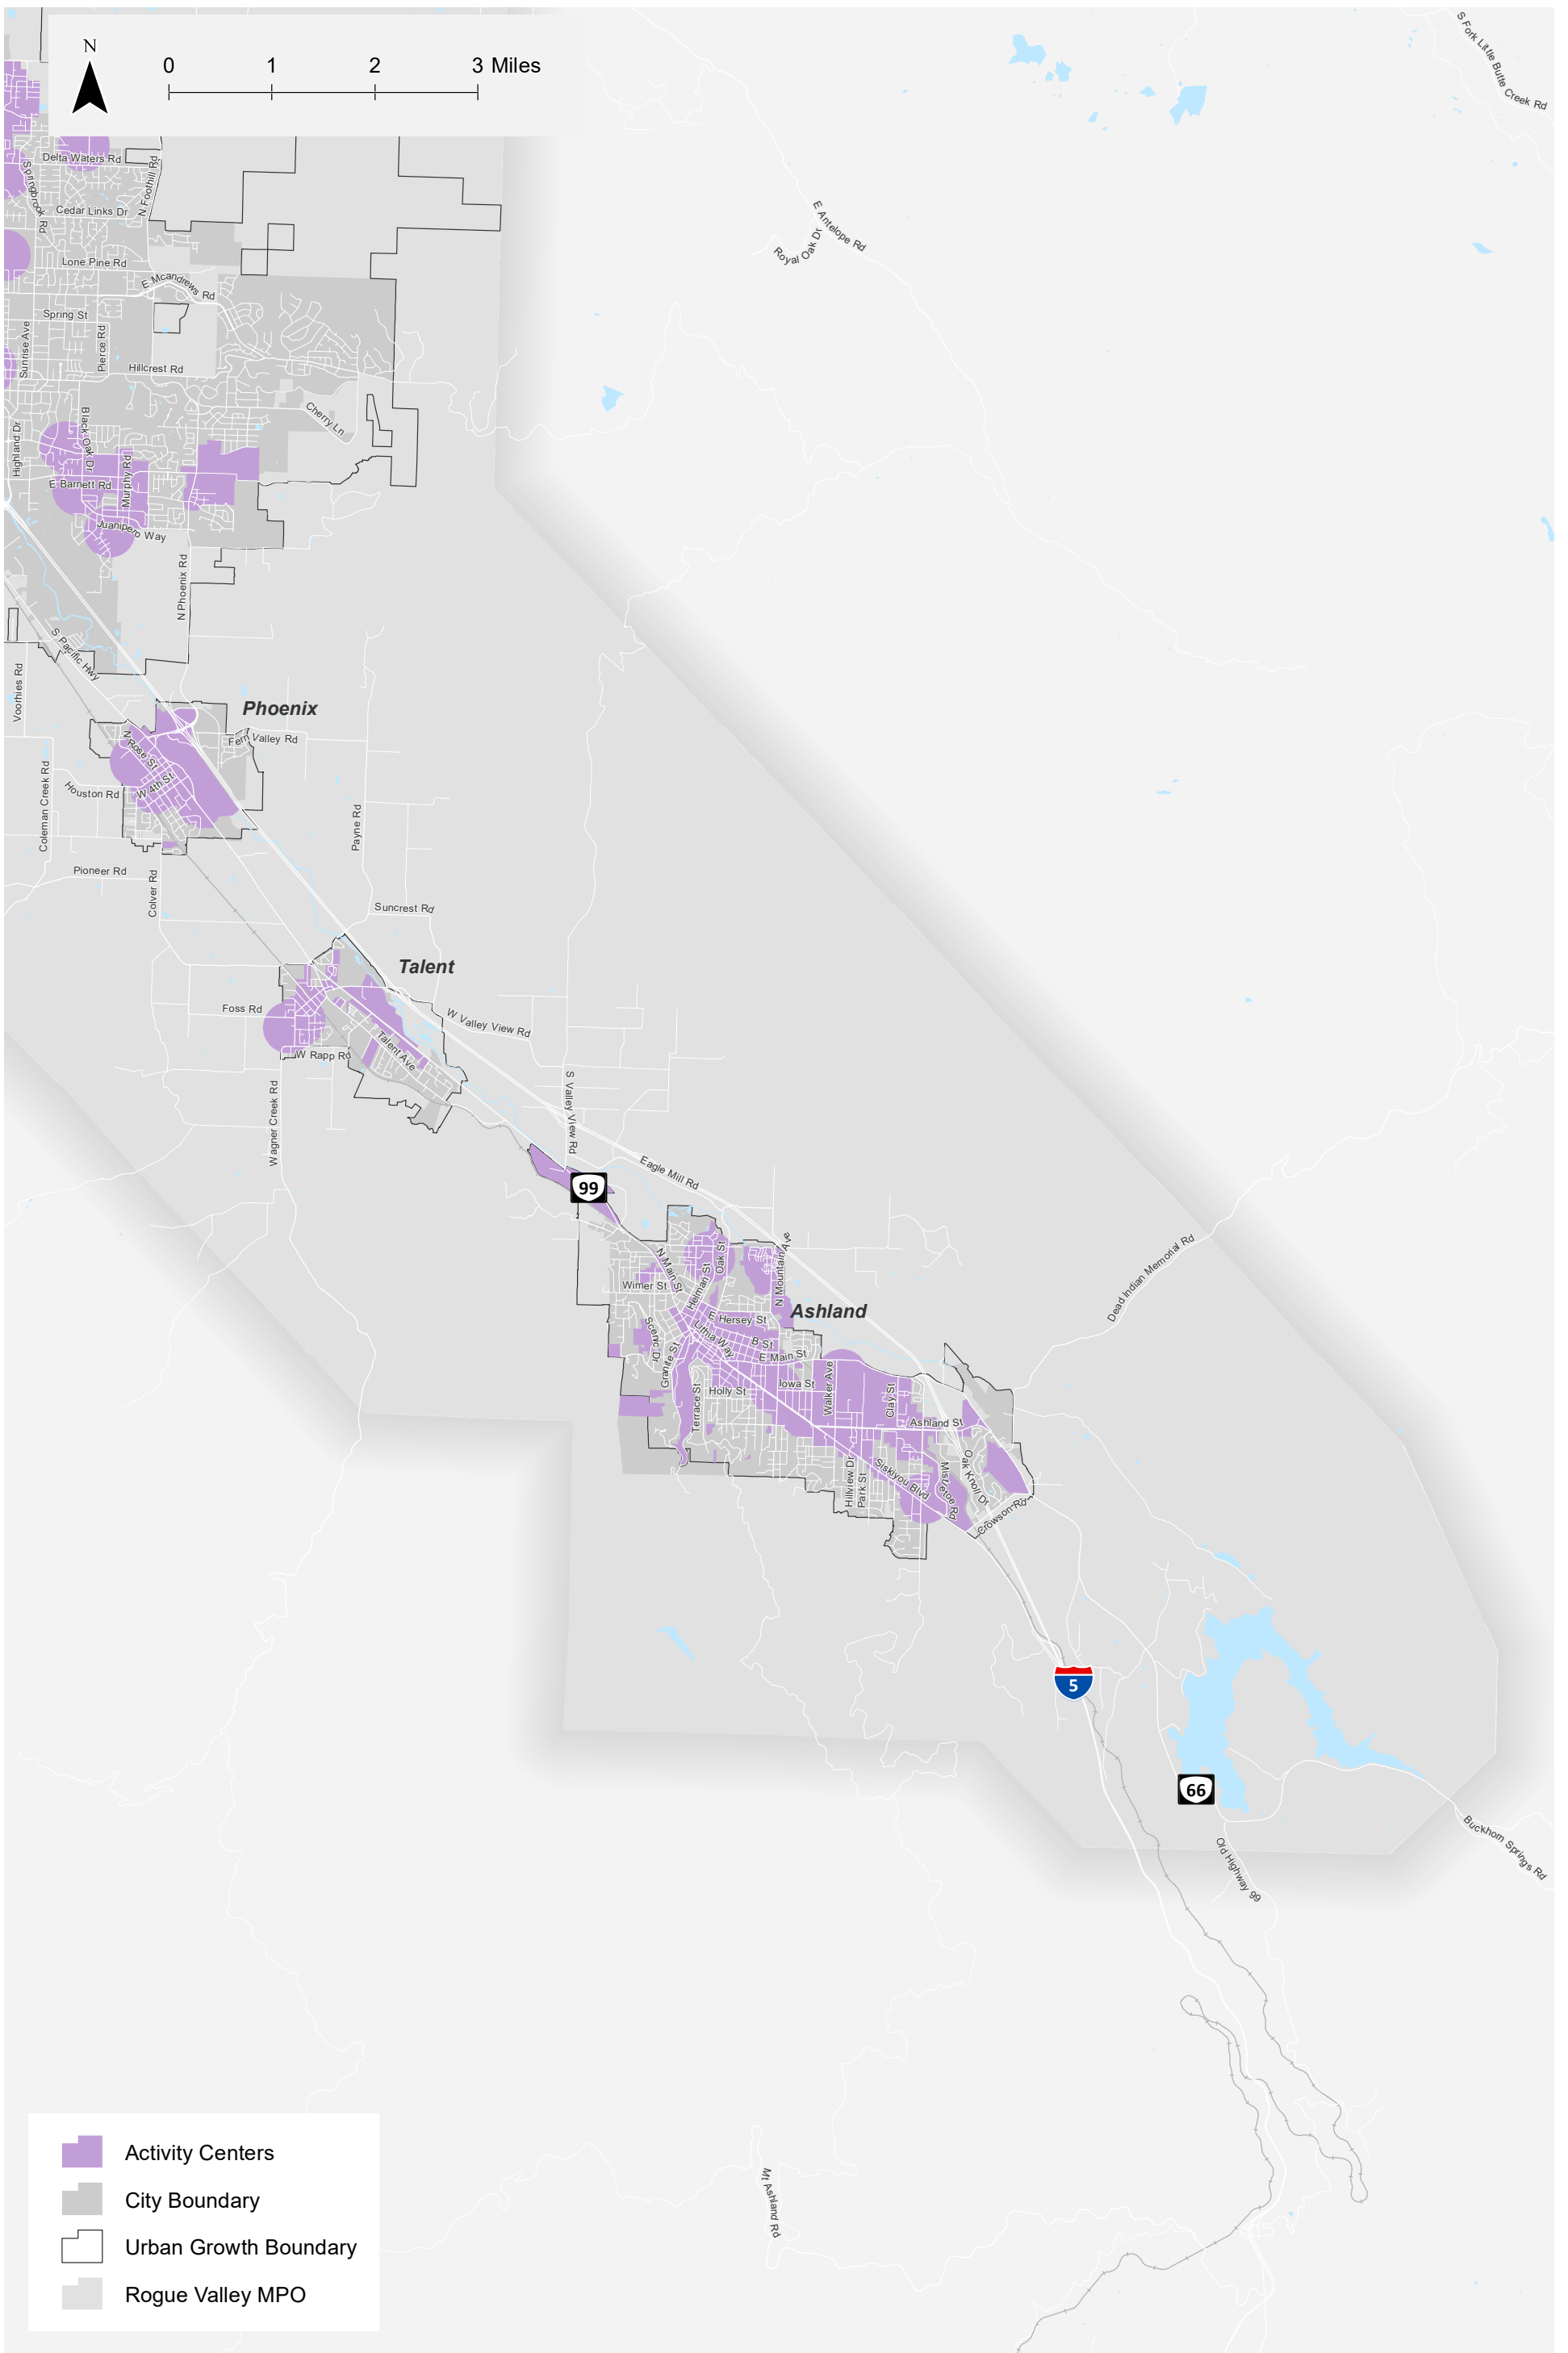 N
0 1 2 3 Miles
S Fork Little Butte Creek Rd
Delta Waters Rd
Springbrook Rd
N Foothill Rd
Cedar Links Dr
E Antelope Rd
Royal Oak Dr
Lone Pine Rd
E Mcandrews Rd
Spring St
Sunrise Ave
Pierce Rd
Hillcrest Rd
Cherry Ln
Highland Dr
Black Oak Dr
Murphy Rd
E Barnett Rd
Juanipero Way
N Phoenix Rd
S Pacific Hwy
Voorhies Rd
Phoenix
N Rose St
Fern Valley Rd
W 4th St
Houston Rd
Coleman Creek Rd
Payne Rd
Pioneer Rd
Colver Rd
Suncrest Rd
Talent
Foss Rd
W Valley View Rd
Talent Ave
W Rapp Rd
Wagner Creek Rd
S Valley View Rd
Eagle Mill Rd
99
Dead Indian Memorial Rd
N Main St
Oak St
N Mountain Ave
Wimer St
Helman St
Ashland
E Hersey St
Lithia Way
B St
Scenic Dr
Granite St
E Main St
Iowa St
Walker Ave
Clay St
Holly St
Terrace St
Ashland St
Siskiyou Blvd
Hillview Dr
Park St
Mistletoe Rd
Oak Knoll Dr
Crowson Rd
5
66
Buckhorn Springs Rd
Old Highway 99
Mt Ashland Rd
Activity Centers
City Boundary
Urban Growth Boundary
Rogue Valley MPO